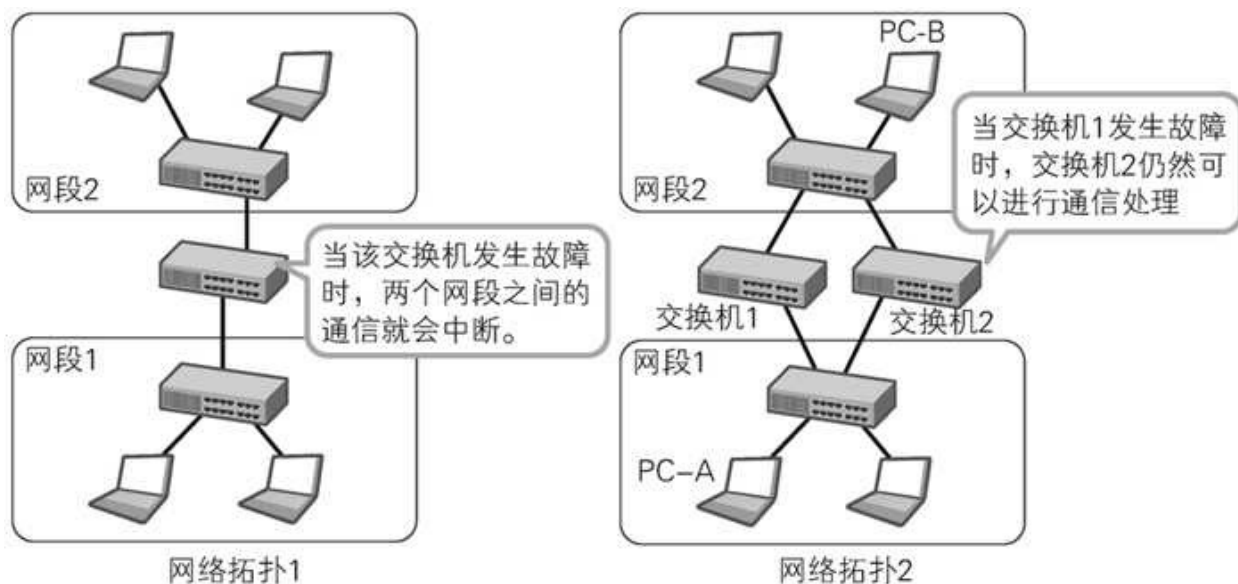 PC-B
当交换机1发生故障
时，交换机2仍然可
以进行通信处理
网段2
网段2
当该交换机发生故障
时，两个网段之间的
通信就会中断。
交换机1
交换机2
网段1
网段1
PC-A
网络拓扑1
网络拓扑2